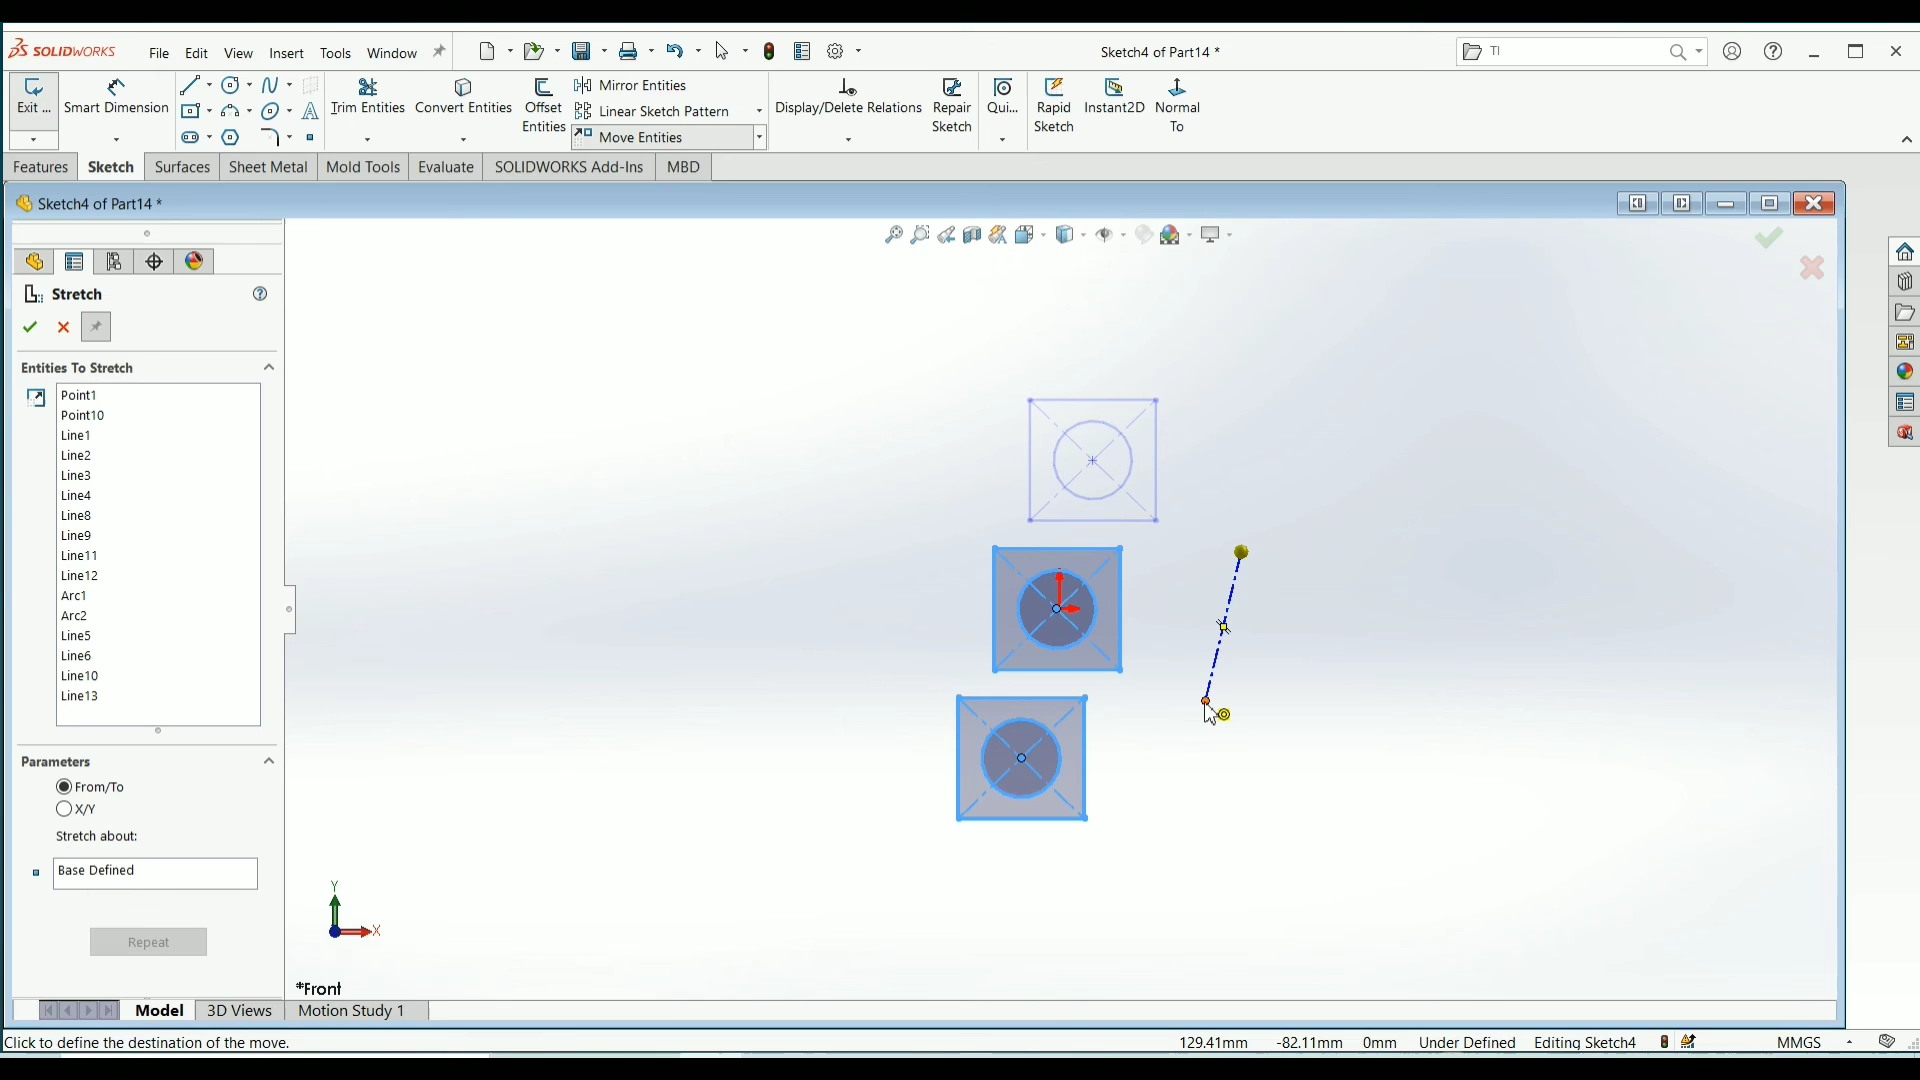 SOLIDWORKS File Edit View Insert Tools Window Sketch4 of Part14 * TI
Exit ... Smart Dimension Trim Entities Convert Entities Offset Entities Mirror Entities
Linear Sketch Pattern
Move Entities
Display/Delete Relations Repair Sketch Qui... Rapid Sketch Instant2D Normal To
Features Sketch Surfaces Sheet Metal Mold Tools Evaluate SOLIDWORKS Add-Ins MBD
Sketch4 of Part14 *
Stretch
Entities To Stretch
Point1
Point10
Line1
Line2
Line3
Line4
Line8
Line9
Line11
Line12
Arc1
Arc2
Line5
Line6
Line10
Line13
Parameters
From/To
X/Y
Stretch about:
Base Defined
Repeat
Y
X
*Front
Model 3D Views Motion Study 1
Click to define the destination of the move. 129.41mm -82.11mm 0mm Under Defined Editing Sketch4 MMGS